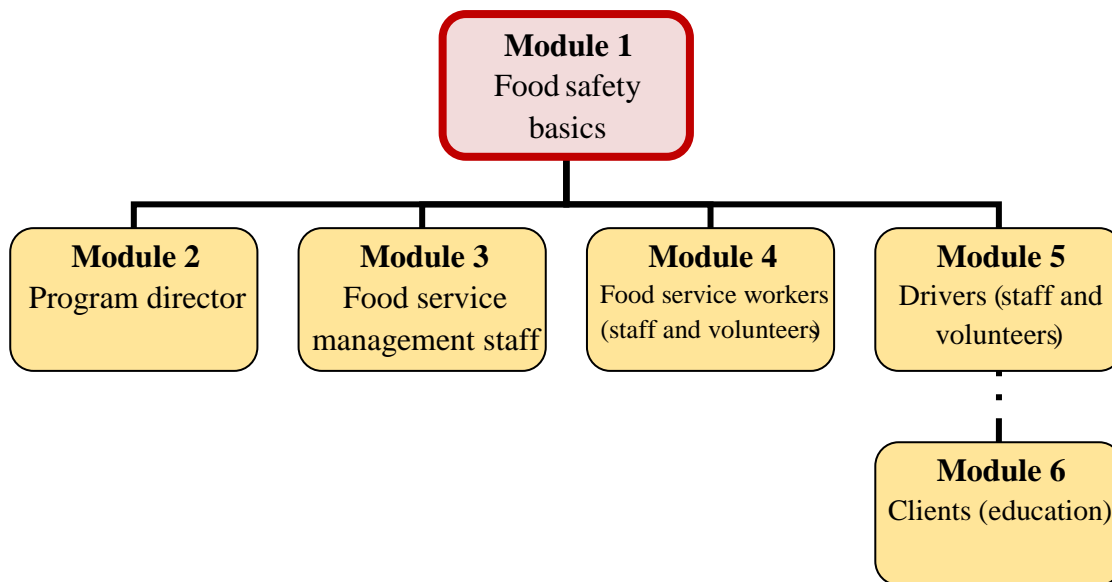 Module 1
Food safety
basics
Module 2
Program director
Module 3
Food service
management staff
Module 4
Food service workers
(staff and volunteers)
Module 5
Drivers (staff and
volunteers)
Module 6
Clients (education)